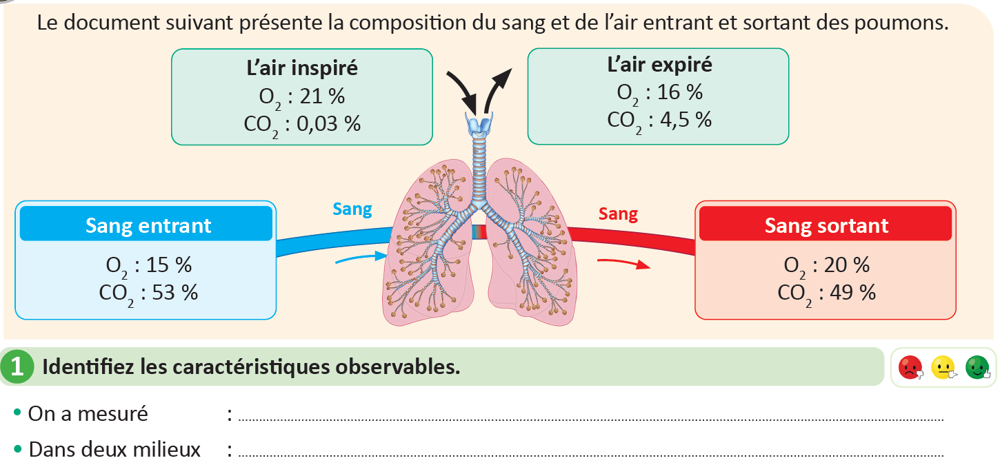 Le document suivant présente la composition du sang et de l’air entrant et sortant des poumons.
L’air inspiré
O₂ : 21 %
CO₂ : 0,03 %
L’air expiré
O₂ : 16 %
CO₂ : 4,5 %
Sang
Sang
Sang entrant
O₂ : 15 %
CO₂ : 53 %
Sang sortant
O₂ : 20 %
CO₂ : 49 %
1 Identifiez les caractéristiques observables.
• On a mesuré : ........................................
• Dans deux milieux : ........................................